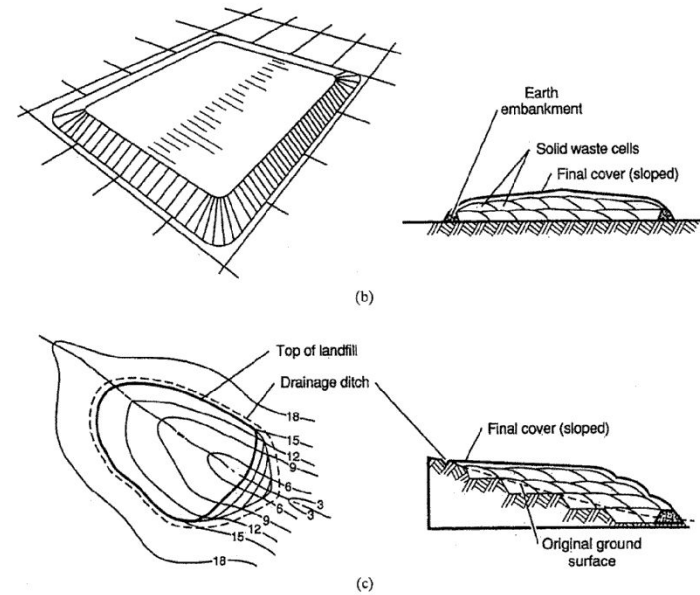 Earth
embankment
Solid waste cells
Final cover (sloped)
(b)
Top of landfill
Drainage ditch
18
15
12
9
6
3
3
6
9
12
15
18
Final cover (sloped)
Original ground
surface
(c)